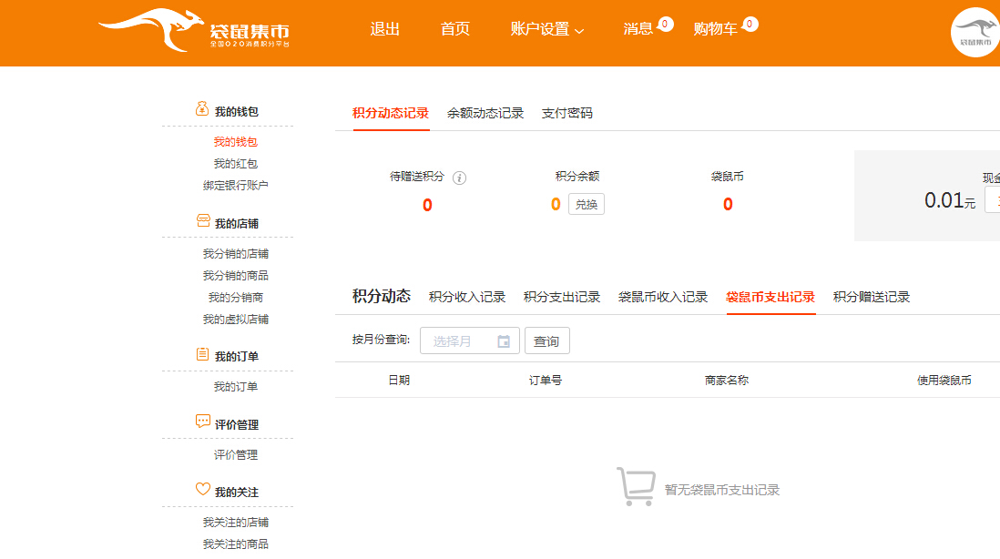 袋鼠集市
全国O2O消费积分平台
退出 首页 账户设置 消息 0 购物车 0
袋鼠集市
我的钱包
我的钱包
我的红包
绑定银行账户
我的店铺
我分销的店铺
我分销的商品
我的分销商
我的虚拟店铺
我的订单
我的订单
评价管理
评价管理
我的关注
我关注的店铺
我关注的商品
积分动态记录 余额动态记录 支付密码
待赠送积分 i 积分余额 袋鼠币 现金
0 0 兑换 0 0.01元
积分动态 积分收入记录 积分支出记录 袋鼠币收入记录 袋鼠币支出记录 积分赠送记录
按月份查询: 选择月 查询
日期 订单号 商家名称 使用袋鼠币
暂无袋鼠币支出记录